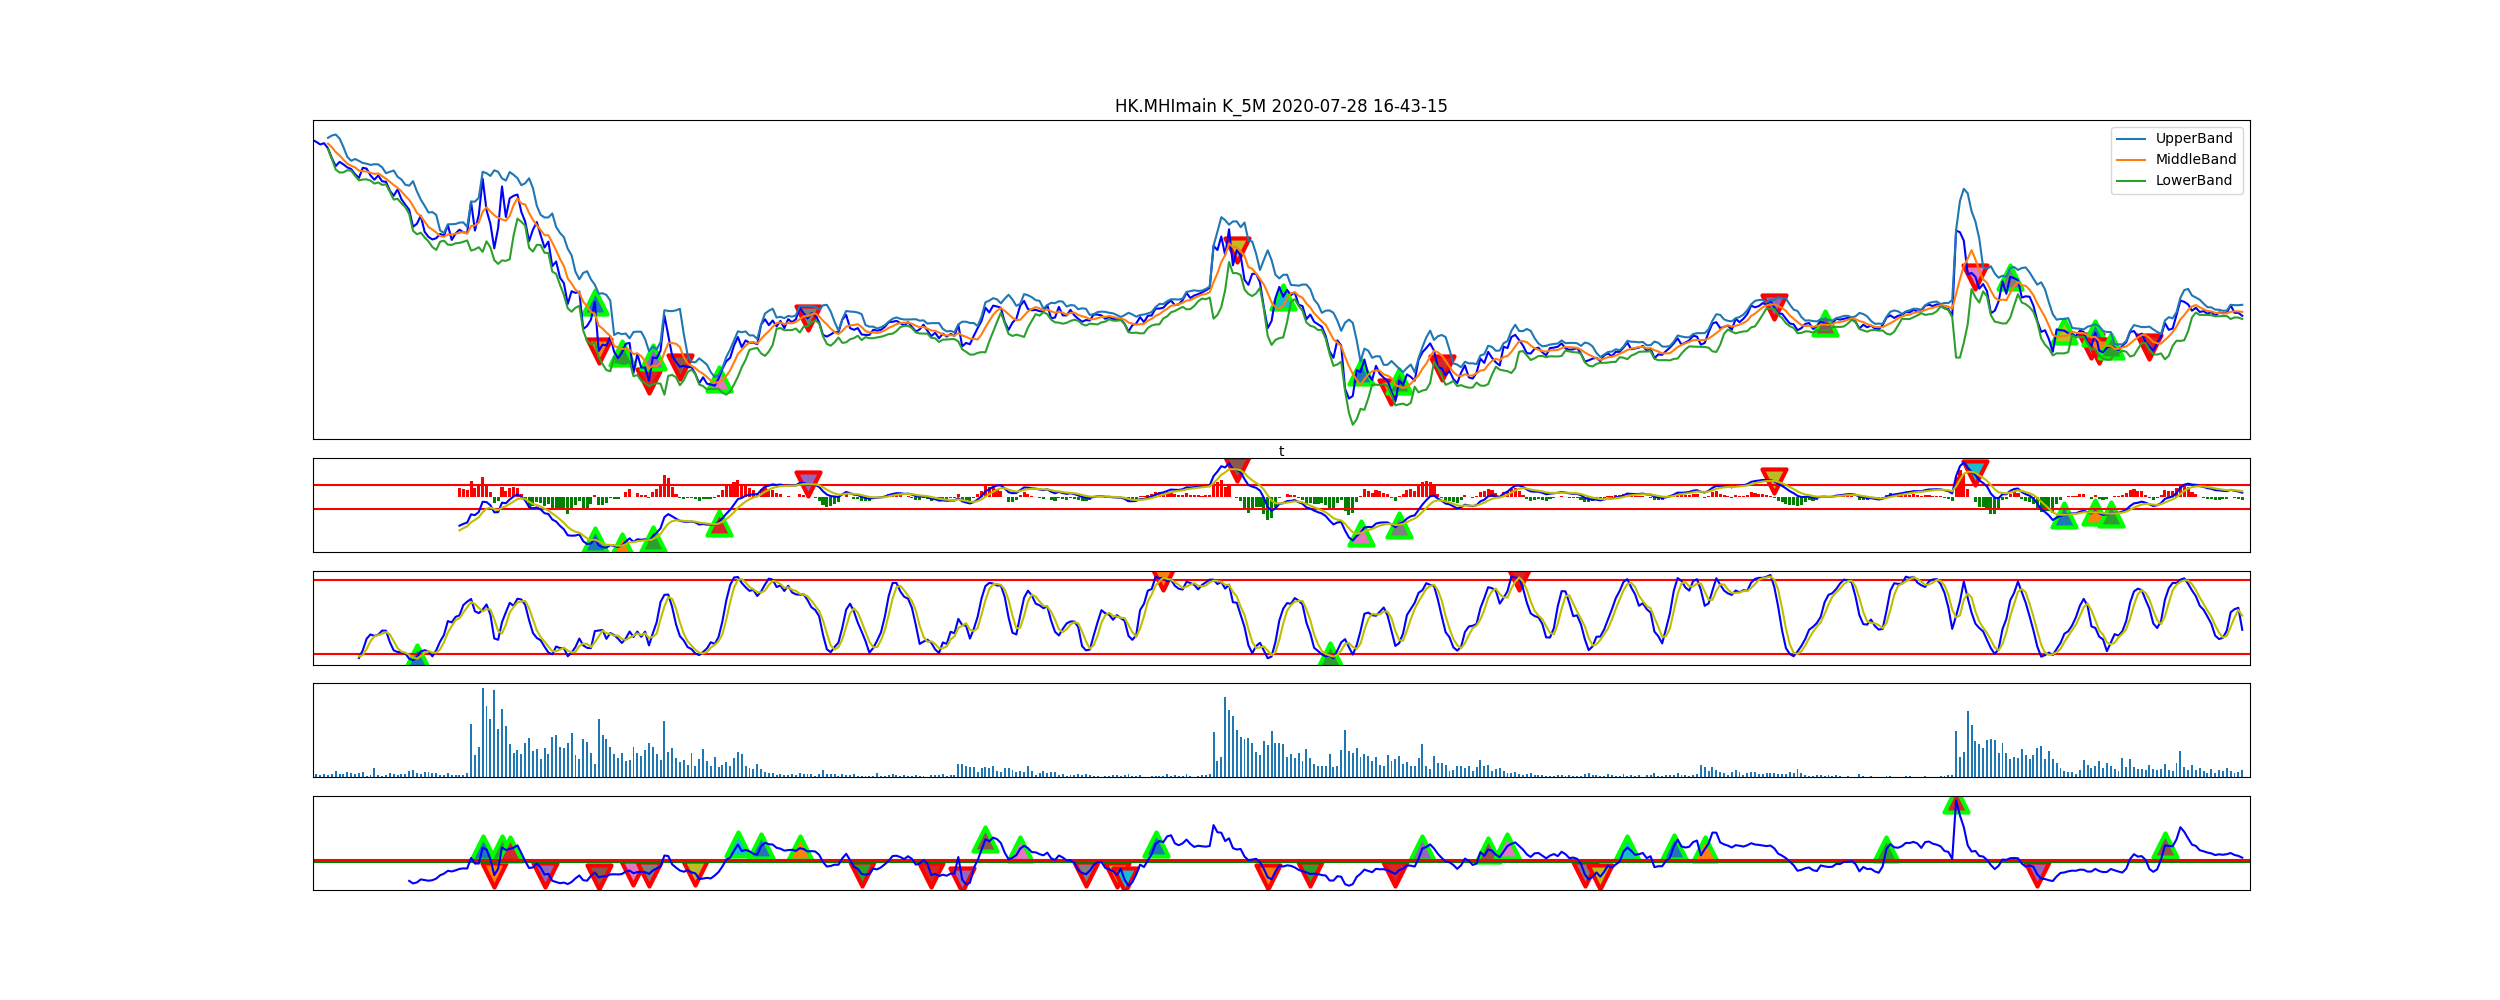 HK.MHImain K_5M 2020-07-28 16-43-15
UpperBand
MiddleBand
LowerBand
t